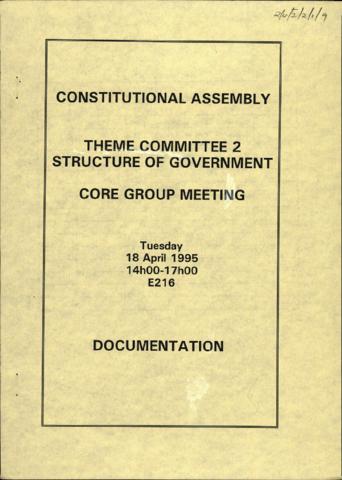 CONSTITUTIONAL ASSEMBLY
THEME COMMITTEE 2
STRUCTURE OF GOVERNMENT
CORE GROUP MEETING
Tuesday
18 April 1995
14h00-17h00
E216
DOCUMENTATION